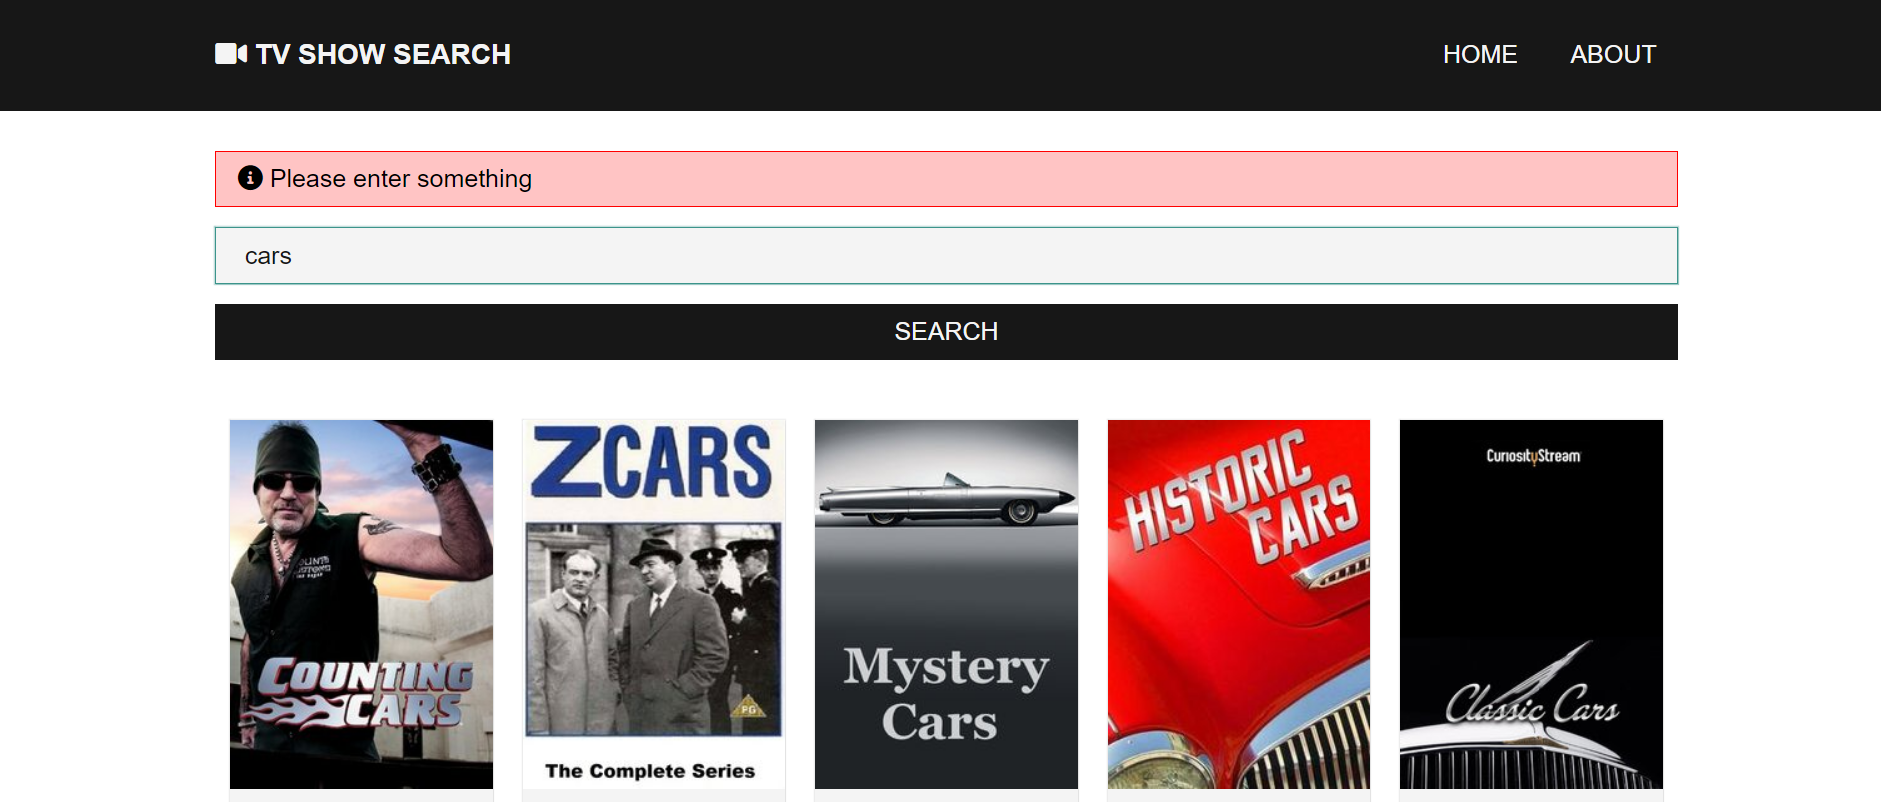 TV SHOW SEARCH
HOME
ABOUT
Please enter something
cars
SEARCH
COUNTING
CARS
ZCARS
PG
The Complete Series
Mystery
Cars
HISTORIC
CARS
CuriosityStream
Classic Cars